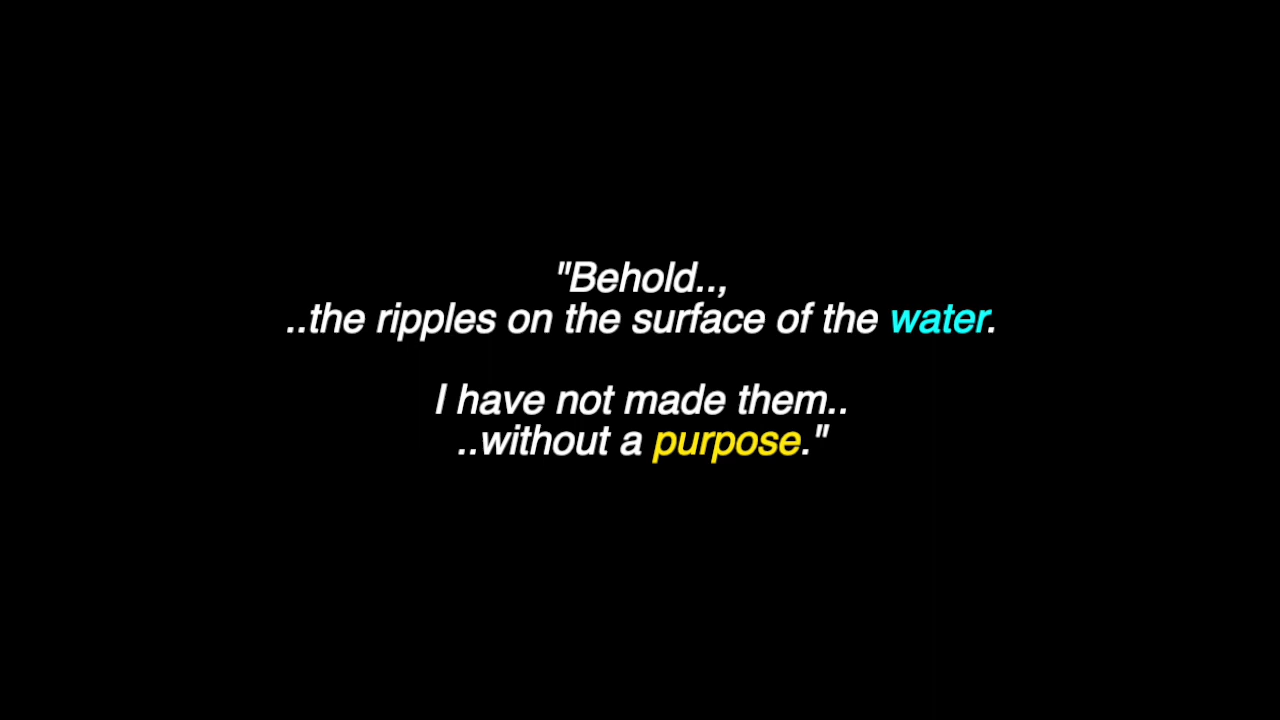 "Behold..,
..the ripples on the surface of the water.
I have not made them..
..without a purpose."